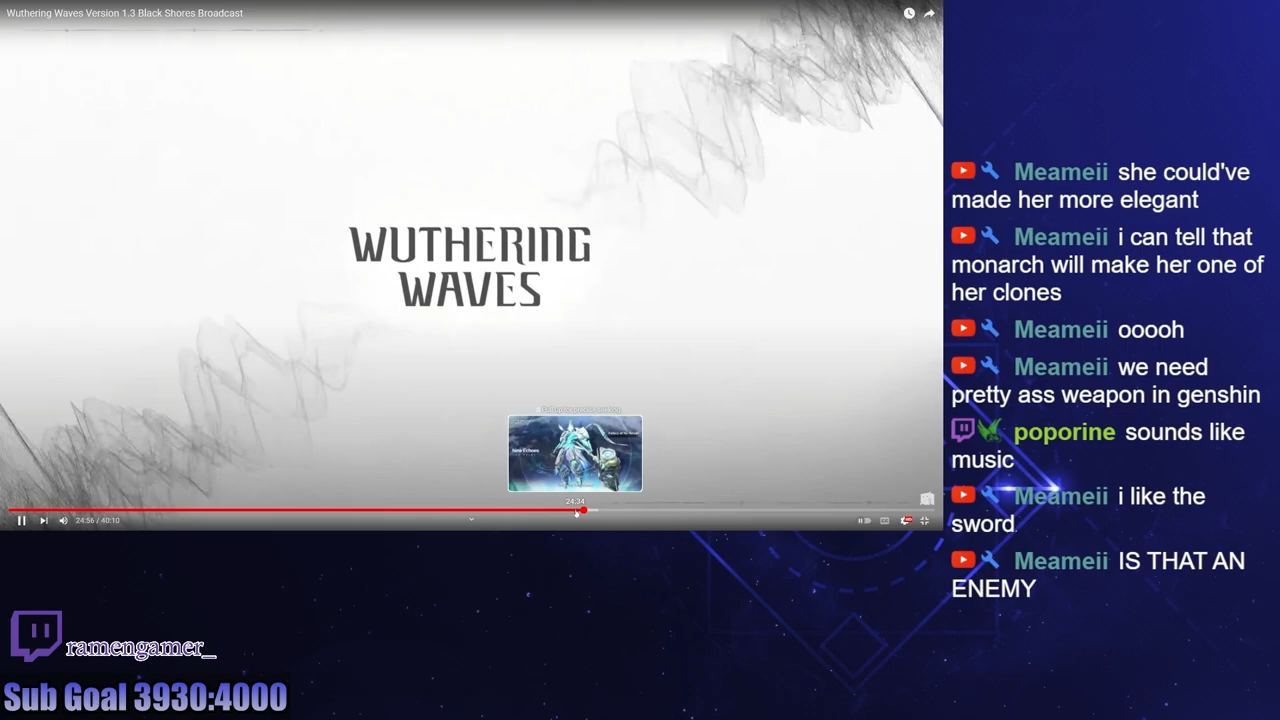 Wuthering Waves Version 1.3 Black Shores Broadcast
WUTHERING
WAVES
New Echoes
24:34
24:56 / 40:10
Meameii she could've
made her more elegant
Meameii i can tell that
monarch will make her one of
her clones
Meameii ooooh
Meameii we need
pretty ass weapon in genshin
poporine sounds like
music
Meameii i like the
sword
Meameii IS THAT AN
ENEMY
ramengamer_
Sub Goal 3930:4000